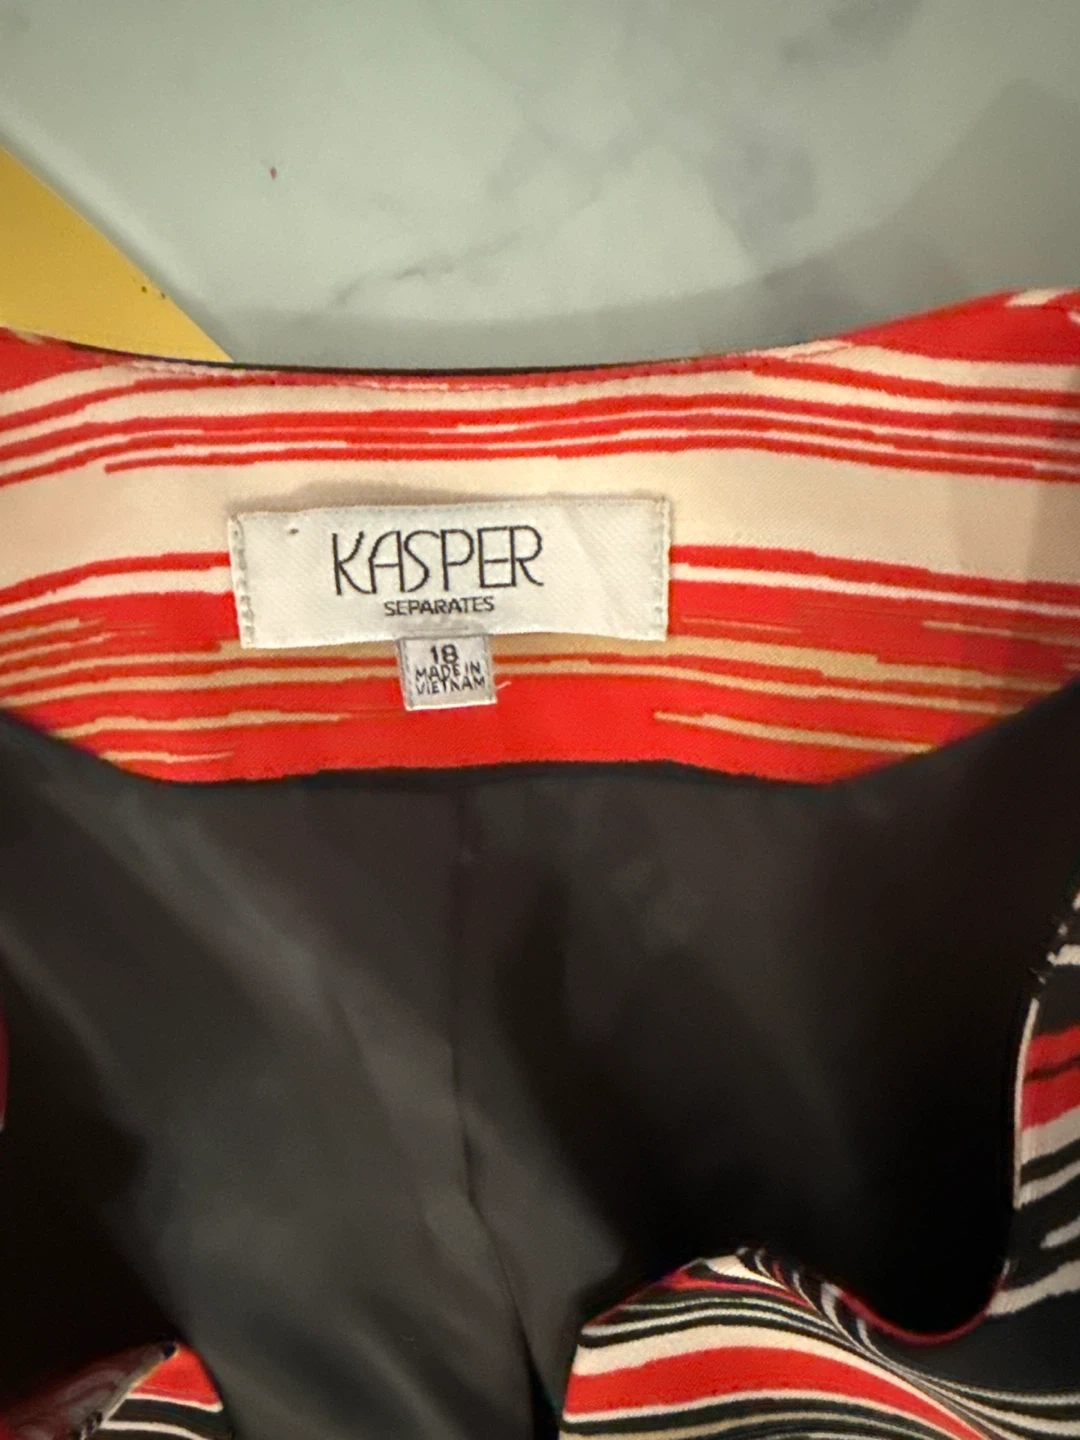 KASPER
SEPARATES
18
MADE IN
VIETNAM